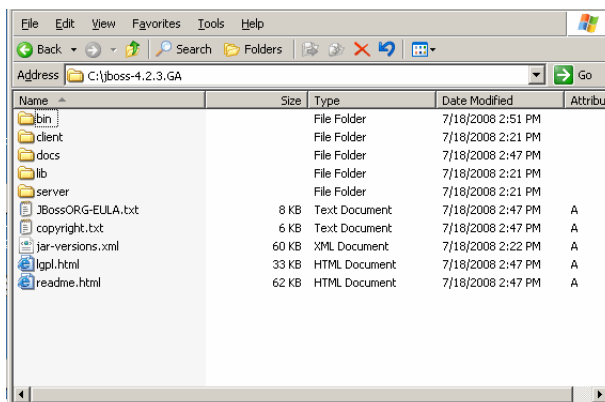 File Edit View Favorites Tools Help
Back Search Folders
Address C:\jboss-4.2.3.GA Go
Name Size Type Date Modified Attribu
bin File Folder 7/18/2008 2:51 PM
client File Folder 7/18/2008 2:21 PM
docs File Folder 7/18/2008 2:47 PM
lib File Folder 7/18/2008 2:21 PM
server File Folder 7/18/2008 2:21 PM
JBossORG-EULA.txt 8 KB Text Document 7/18/2008 2:47 PM A
copyright.txt 6 KB Text Document 7/18/2008 2:47 PM A
jar-versions.xml 60 KB XML Document 7/18/2008 2:22 PM A
lgpl.html 33 KB HTML Document 7/18/2008 2:47 PM A
readme.html 62 KB HTML Document 7/18/2008 2:47 PM A